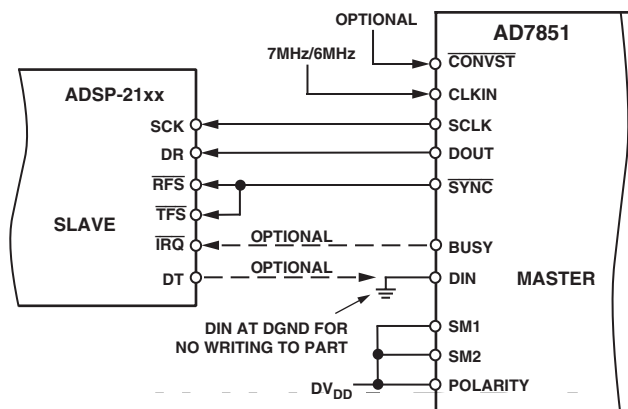 OPTIONAL
AD7851
7MHz/6MHz
CONVST
ADSP-21xx
CLKIN
SCK
SCLK
DR
DOUT
RFS
SYNC
TFS
SLAVE
OPTIONAL
IRQ
BUSY
OPTIONAL
DT
DIN
MASTER
DIN AT DGND FOR
NO WRITING TO PART
SM1
SM2
DVDD
POLARITY